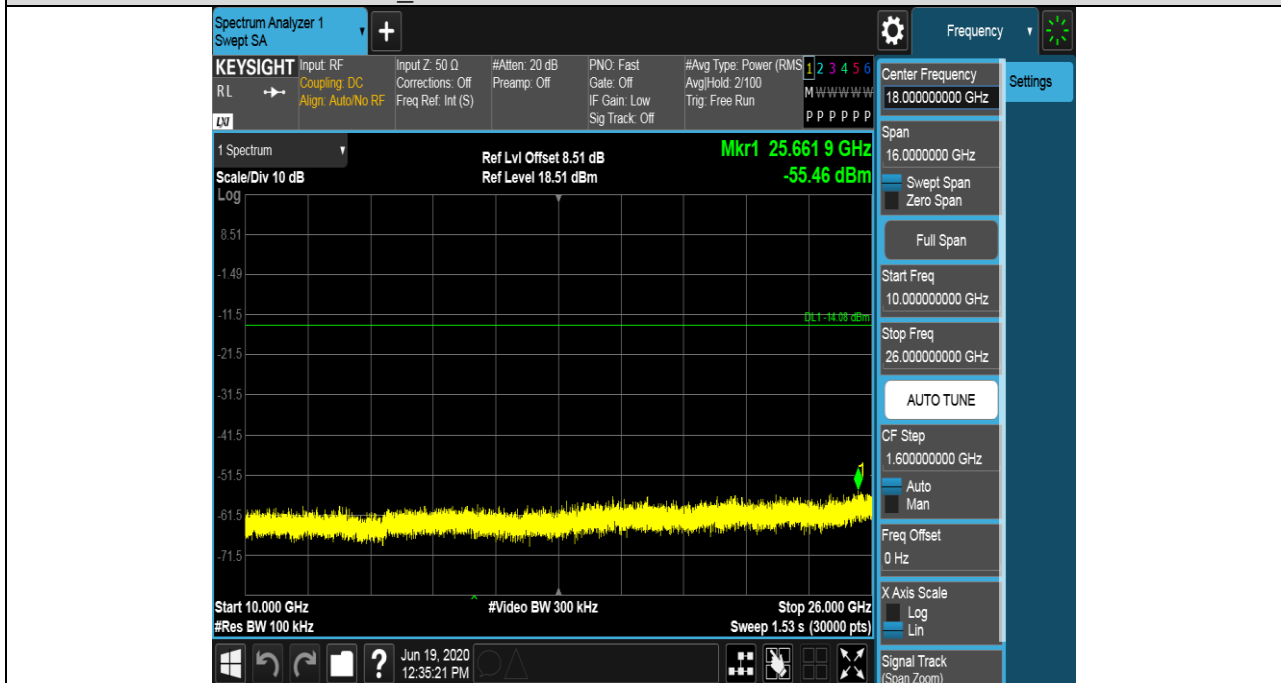 Spectrum Analyzer 1
Swept SA
+
Frequency
KEYSIGHT
RL
LXI
Input: RF
Coupling: DC
Align: Auto/No RF
Input Z: 50 Ω
Corrections: Off
Freq Ref: Int (S)
#Atten: 20 dB
Preamp: Off
PNO: Fast
Gate: Off
IF Gain: Low
Sig Track: Off
#Avg Type: Power (RMS
Avg|Hold: 2/100
Trig: Free Run
1 2 3 4 5 6
M W W W W W
P P P P P P
1 Spectrum
Scale/Div 10 dB
Log
Ref Lvl Offset 8.51 dB
Ref Level 18.51 dBm
Mkr1 25.661 9 GHz
-55.46 dBm
8.51
-1.49
-11.5
DL1 -14.08 dBm
-21.5
-31.5
-41.5
-51.5
1
-61.5
-71.5
Start 10.000 GHz
#Res BW 100 kHz
#Video BW 300 kHz
Stop 26.000 GHz
Sweep 1.53 s (30000 pts)
?
Jun 19, 2020
12:35:21 PM
Center Frequency
18.000000000 GHz
Settings
Span
16.0000000 GHz
Swept Span
Zero Span
Full Span
Start Freq
10.000000000 GHz
Stop Freq
26.000000000 GHz
AUTO TUNE
CF Step
1.600000000 GHz
Auto
Man
Freq Offset
0 Hz
X Axis Scale
Log
Lin
Signal Track
(Span Zoom)